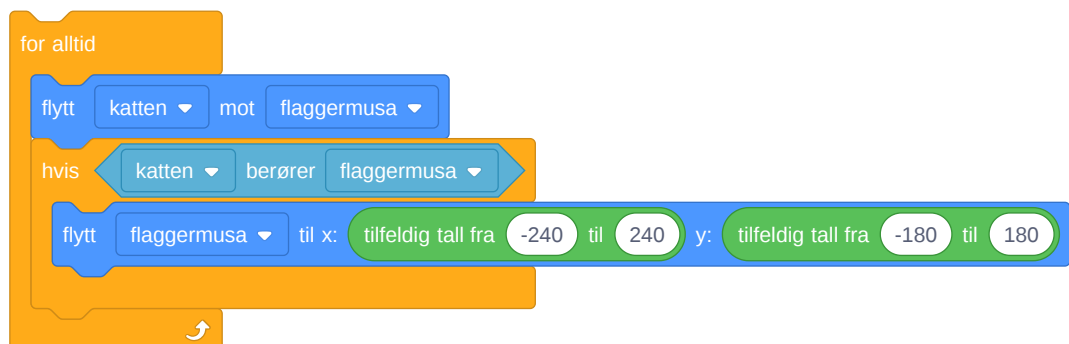 for alltid
flytt katten mot flaggermusa
hvis katten berører flaggermusa
flytt flaggermusa til x: tilfeldig tall fra -240 til 240 y: tilfeldig tall fra -180 til 180